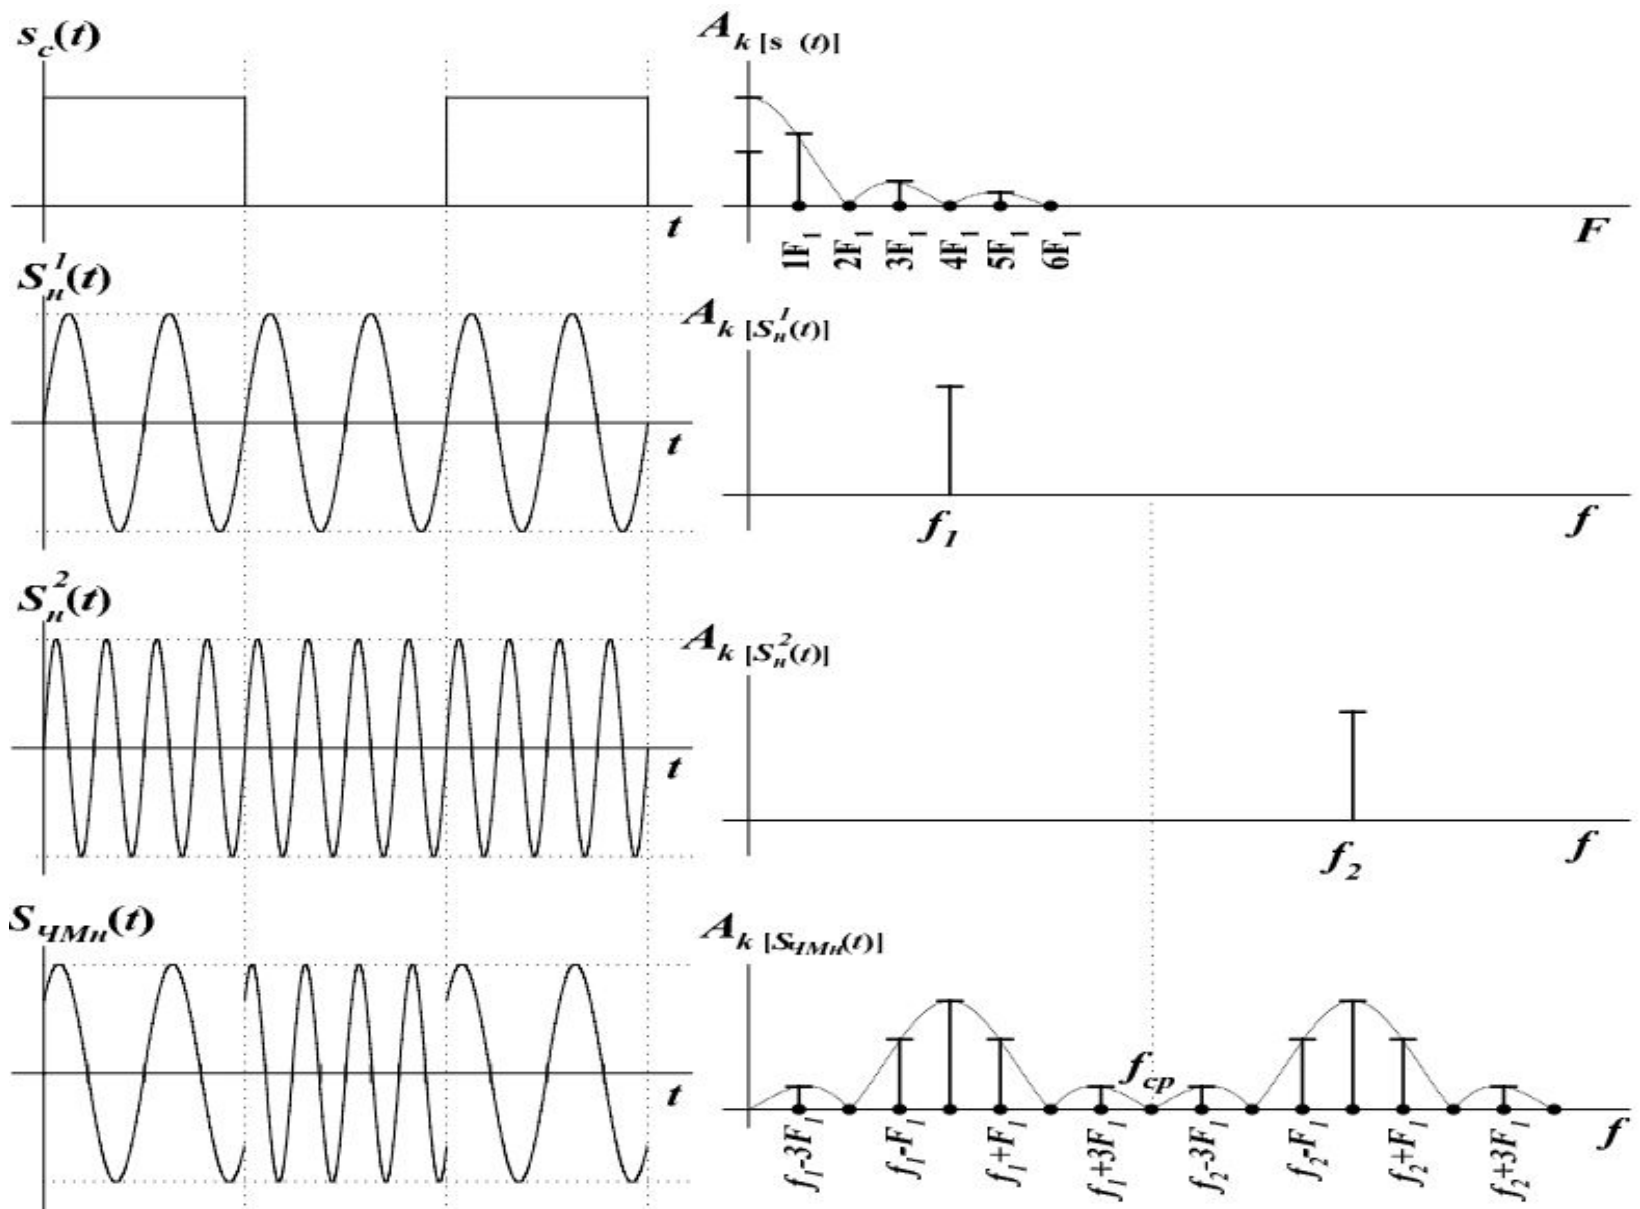 s_c(t)
A_k [s (t)]
t
F
1F_1
2F_1
3F_1
4F_1
5F_1
6F_1
S_н^1(t)
A_k [S_н^1(t)]
t
f_1
f
S_н^2(t)
A_k [S_н^2(t)]
t
f_2
f
S_ЧМн(t)
A_k [S_ЧМн(t)]
f_cp
t
f
f_1-3F_1
f_1-F_1
f_1+F_1
f_1+3F_1
f_2-3F_1
f_2-F_1
f_2+F_1
f_2+3F_1